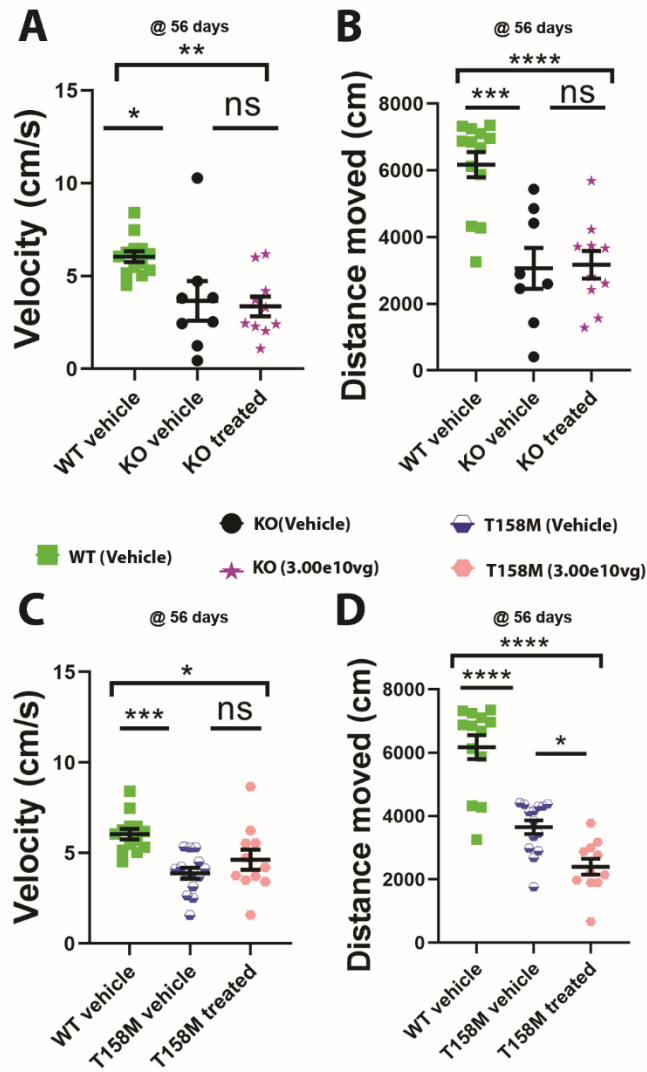 A
@ 56 days
**
*
ns
Velocity (cm/s)
15
10
5
0
WT vehicle
KO vehicle
KO treated
B
@ 56 days
****
***
ns
Distance moved (cm)
8000
6000
4000
2000
0
WT vehicle
KO vehicle
KO treated
WT (Vehicle)
KO(Vehicle)
KO (3.00e10vg)
T158M (Vehicle)
T158M (3.00e10vg)
C
@ 56 days
*
***
ns
Velocity (cm/s)
15
10
5
0
WT vehicle
T158M vehicle
T158M treated
D
@ 56 days
****
****
*
Distance moved (cm)
8000
6000
4000
2000
0
WT vehicle
T158M vehicle
T158M treated